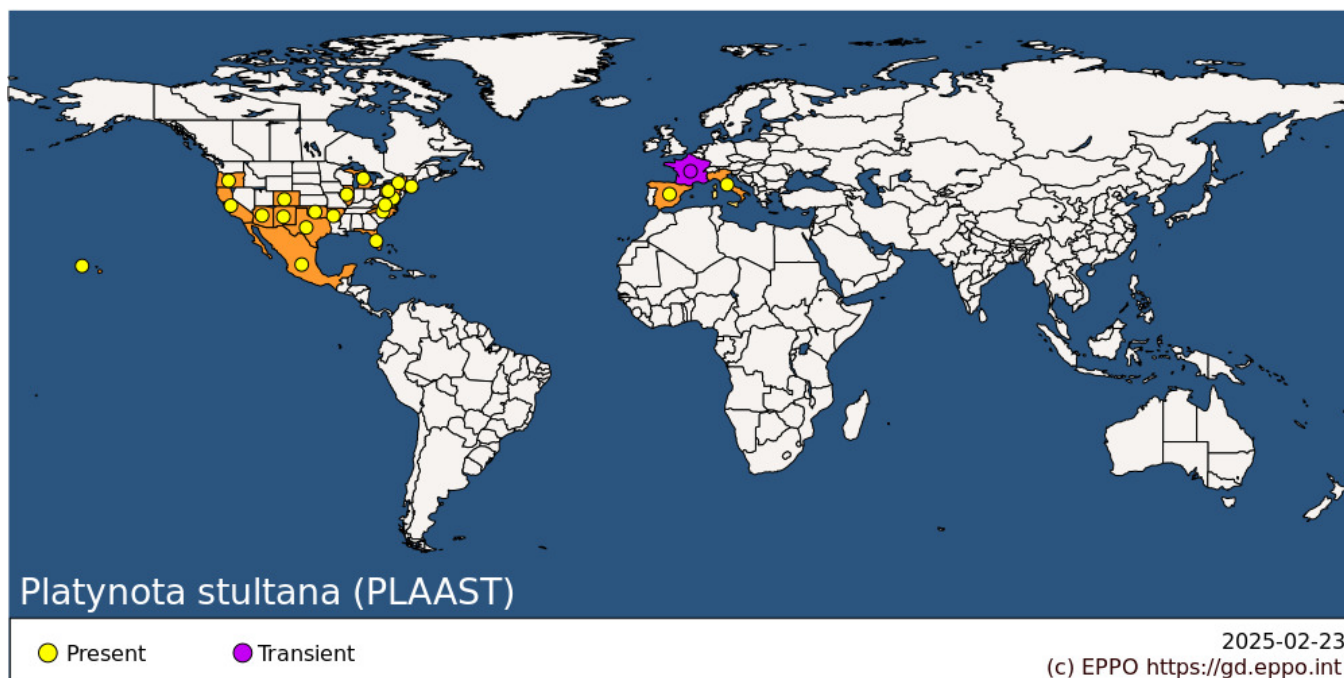 Platynota stultana (PLAAST)
Present
Transient
2025-02-23
(c) EPPO https://gd.eppo.int